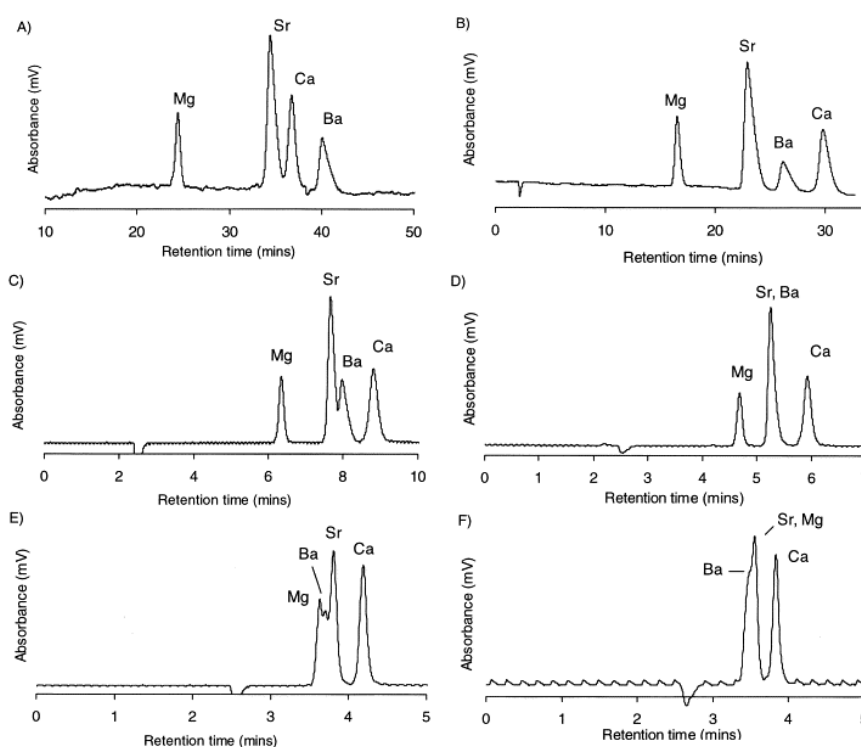 A)
Absorbance (mV)
Mg
Sr
Ca
Ba
10 20 30 40 50
Retention time (mins)
B)
Absorbance (mV)
Mg
Sr
Ba
Ca
0 10 20 30
Retention time (mins)
C)
Absorbance (mV)
Mg
Sr
Ba
Ca
0 2 4 6 8 10
Retention time (mins)
D)
Absorbance (mV)
Mg
Sr, Ba
Ca
0 1 2 3 4 5 6
Retention time (mins)
E)
Absorbance (mV)
Mg
Ba
Sr
Ca
0 1 2 3 4 5
Retention time (mins)
F)
Absorbance (mV)
Ba
Sr, Mg
Ca
0 1 2 3 4
Retention time (mins)